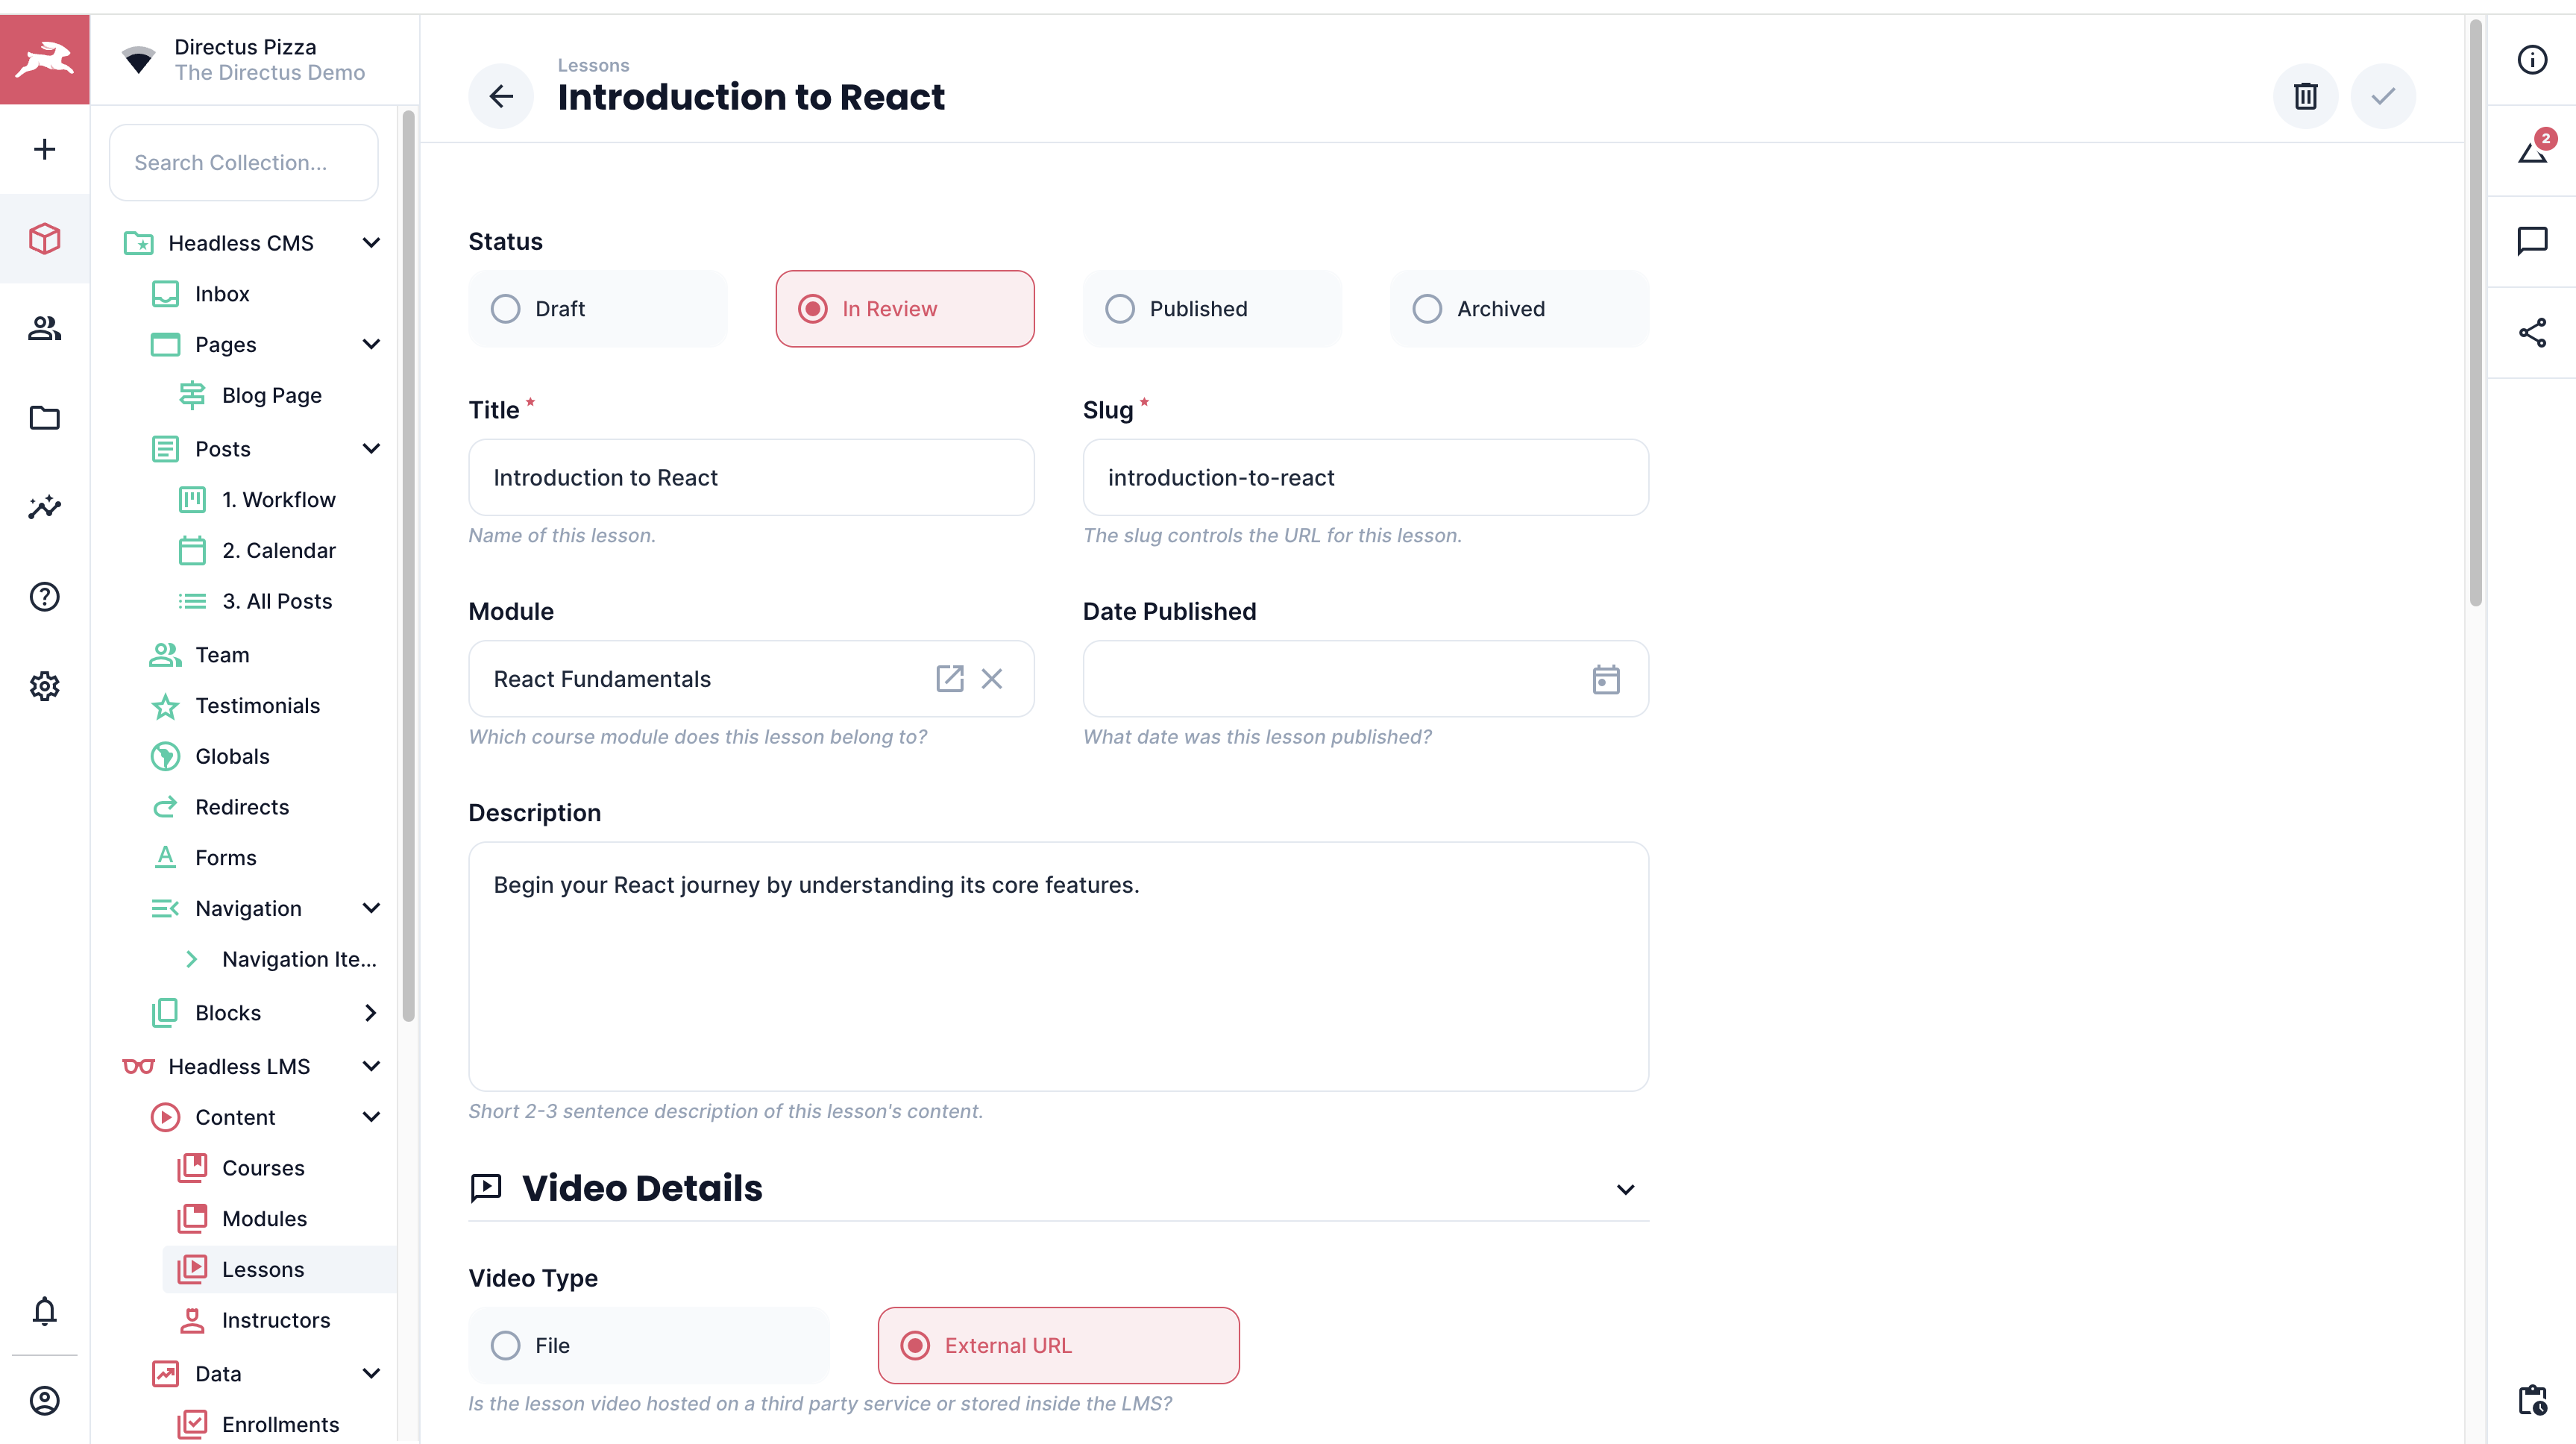 Directus Pizza
The Directus Demo
Search Collection...
Headless CMS
Inbox
Pages
Blog Page
Posts
1. Workflow
2. Calendar
3. All Posts
Team
Testimonials
Globals
Redirects
Forms
Navigation
Navigation Ite...
Blocks
Headless LMS
Content
Courses
Modules
Lessons
Instructors
Data
Enrollments
Lessons
Introduction to React
Status
Draft
In Review
Published
Archived
Title *
Slug *
Introduction to React
introduction-to-react
Name of this lesson.
The slug controls the URL for this lesson.
Module
Date Published
React Fundamentals
Which course module does this lesson belong to?
What date was this lesson published?
Description
Begin your React journey by understanding its core features.
Short 2-3 sentence description of this lesson's content.
Video Details
Video Type
File
External URL
Is the lesson video hosted on a third party service or stored inside the LMS?
2